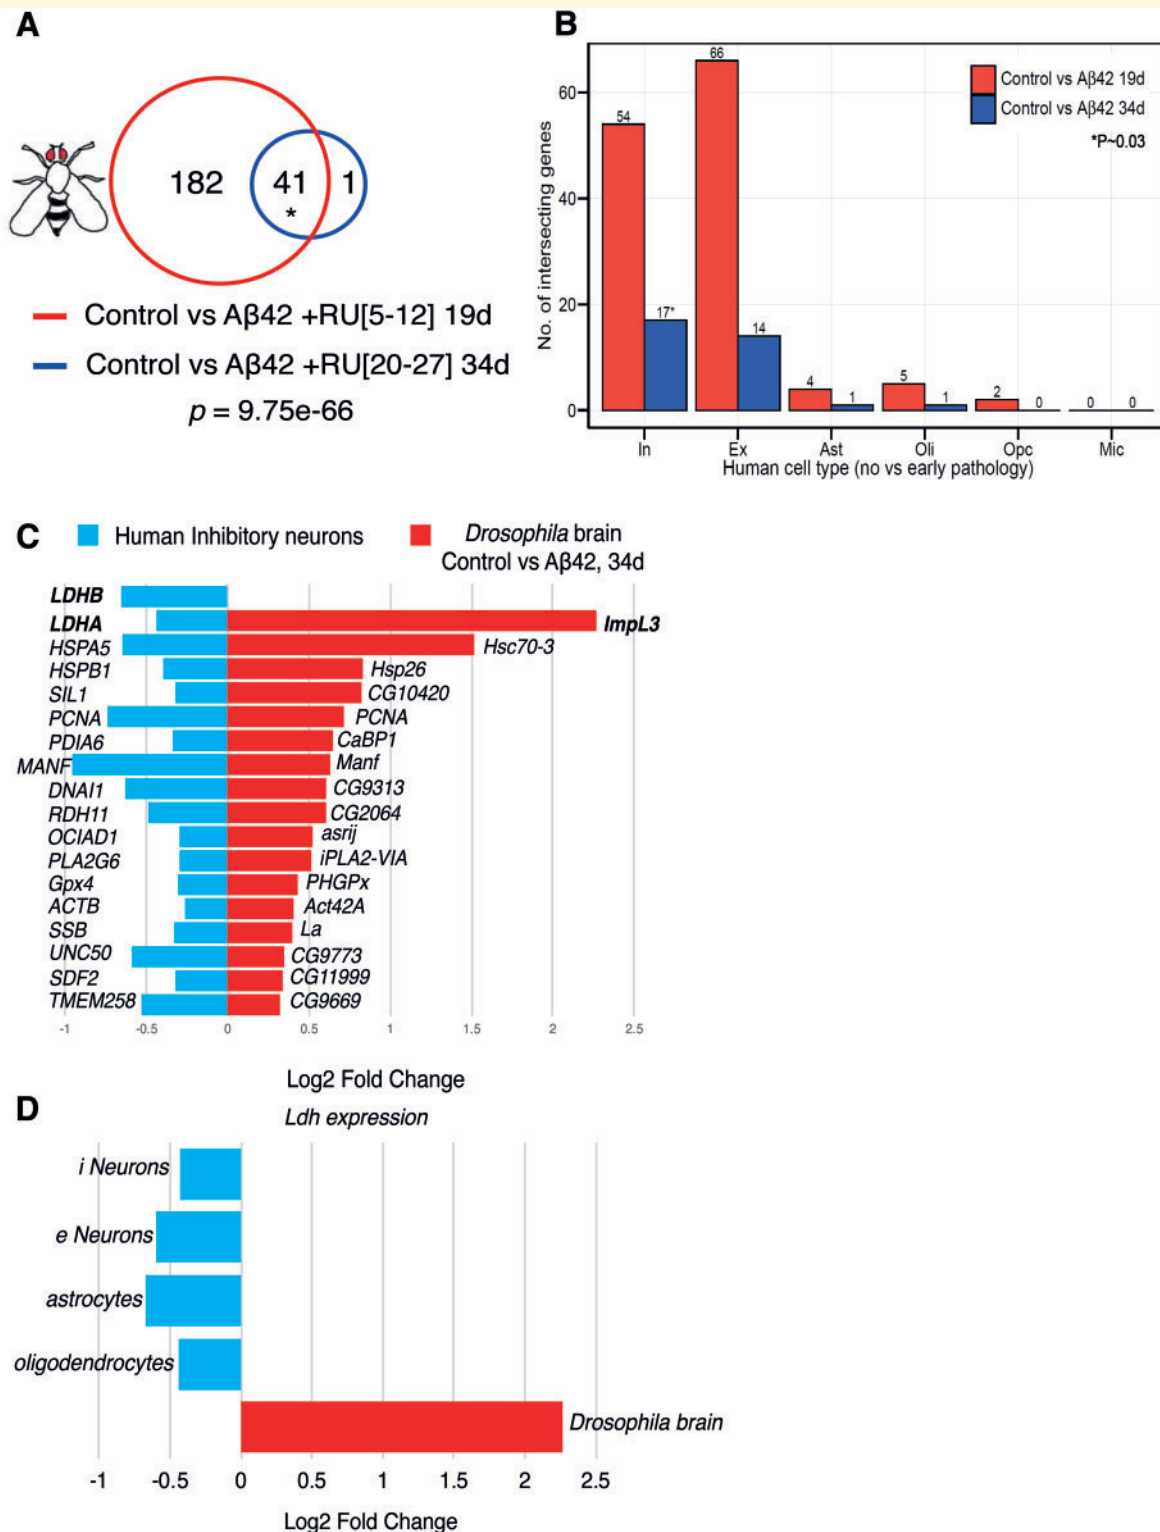 A
182
41
*
1
Control vs Aβ42 +RU[5-12] 19d
Control vs Aβ42 +RU[20-27] 34d
p = 9.75e-66
B
No. of intersecting genes
60
40
20
0
54
17*
66
14
4
1
5
1
2
0
0
0
Control vs Aβ42 19d
Control vs Aβ42 34d
*P~0.03
In
Ex
Ast
Oli
Opc
Mic
Human cell type (no vs early pathology)
C
Human Inhibitory neurons
Drosophila brain
Control vs Aβ42, 34d
LDHB
LDHA ImpL3
HSPA5 Hsc70-3
HSPB1 Hsp26
SIL1 CG10420
PCNA PCNA
PDIA6 CaBP1
MANF Manf
DNAI1 CG9313
RDH11 CG2064
OCIAD1 asrij
PLA2G6 iPLA2-VIA
Gpx4 PHGPx
ACTB Act42A
SSB La
UNC50 CG9773
SDF2 CG11999
TMEM258 CG9669
-1 -0.5 0 0.5 1 1.5 2 2.5
Log2 Fold Change
D
Ldh expression
i Neurons
e Neurons
astrocytes
oligodendrocytes
Drosophila brain
-1 -0.5 0 0.5 1 1.5 2 2.5
Log2 Fold Change